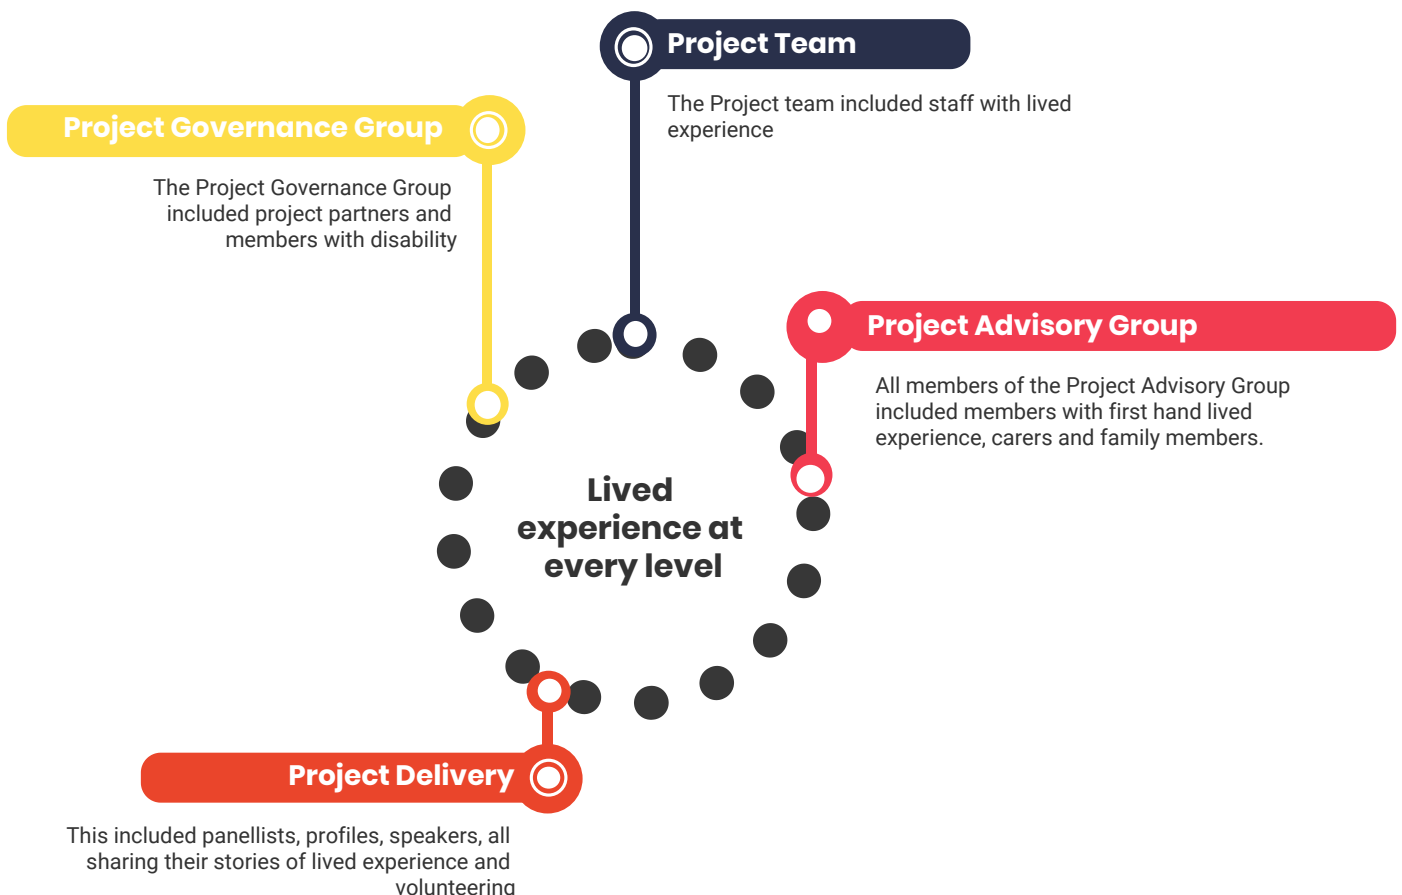 Project Team
The Project team included staff with lived
experience
Project Governance Group
The Project Governance Group
included project partners and
members with disability
Project Advisory Group
All members of the Project Advisory Group
included members with first hand lived
experience, carers and family members.
Lived
experience at
every level
Project Delivery
This included panellists, profiles, speakers, all
sharing their stories of lived experience and
volunteering